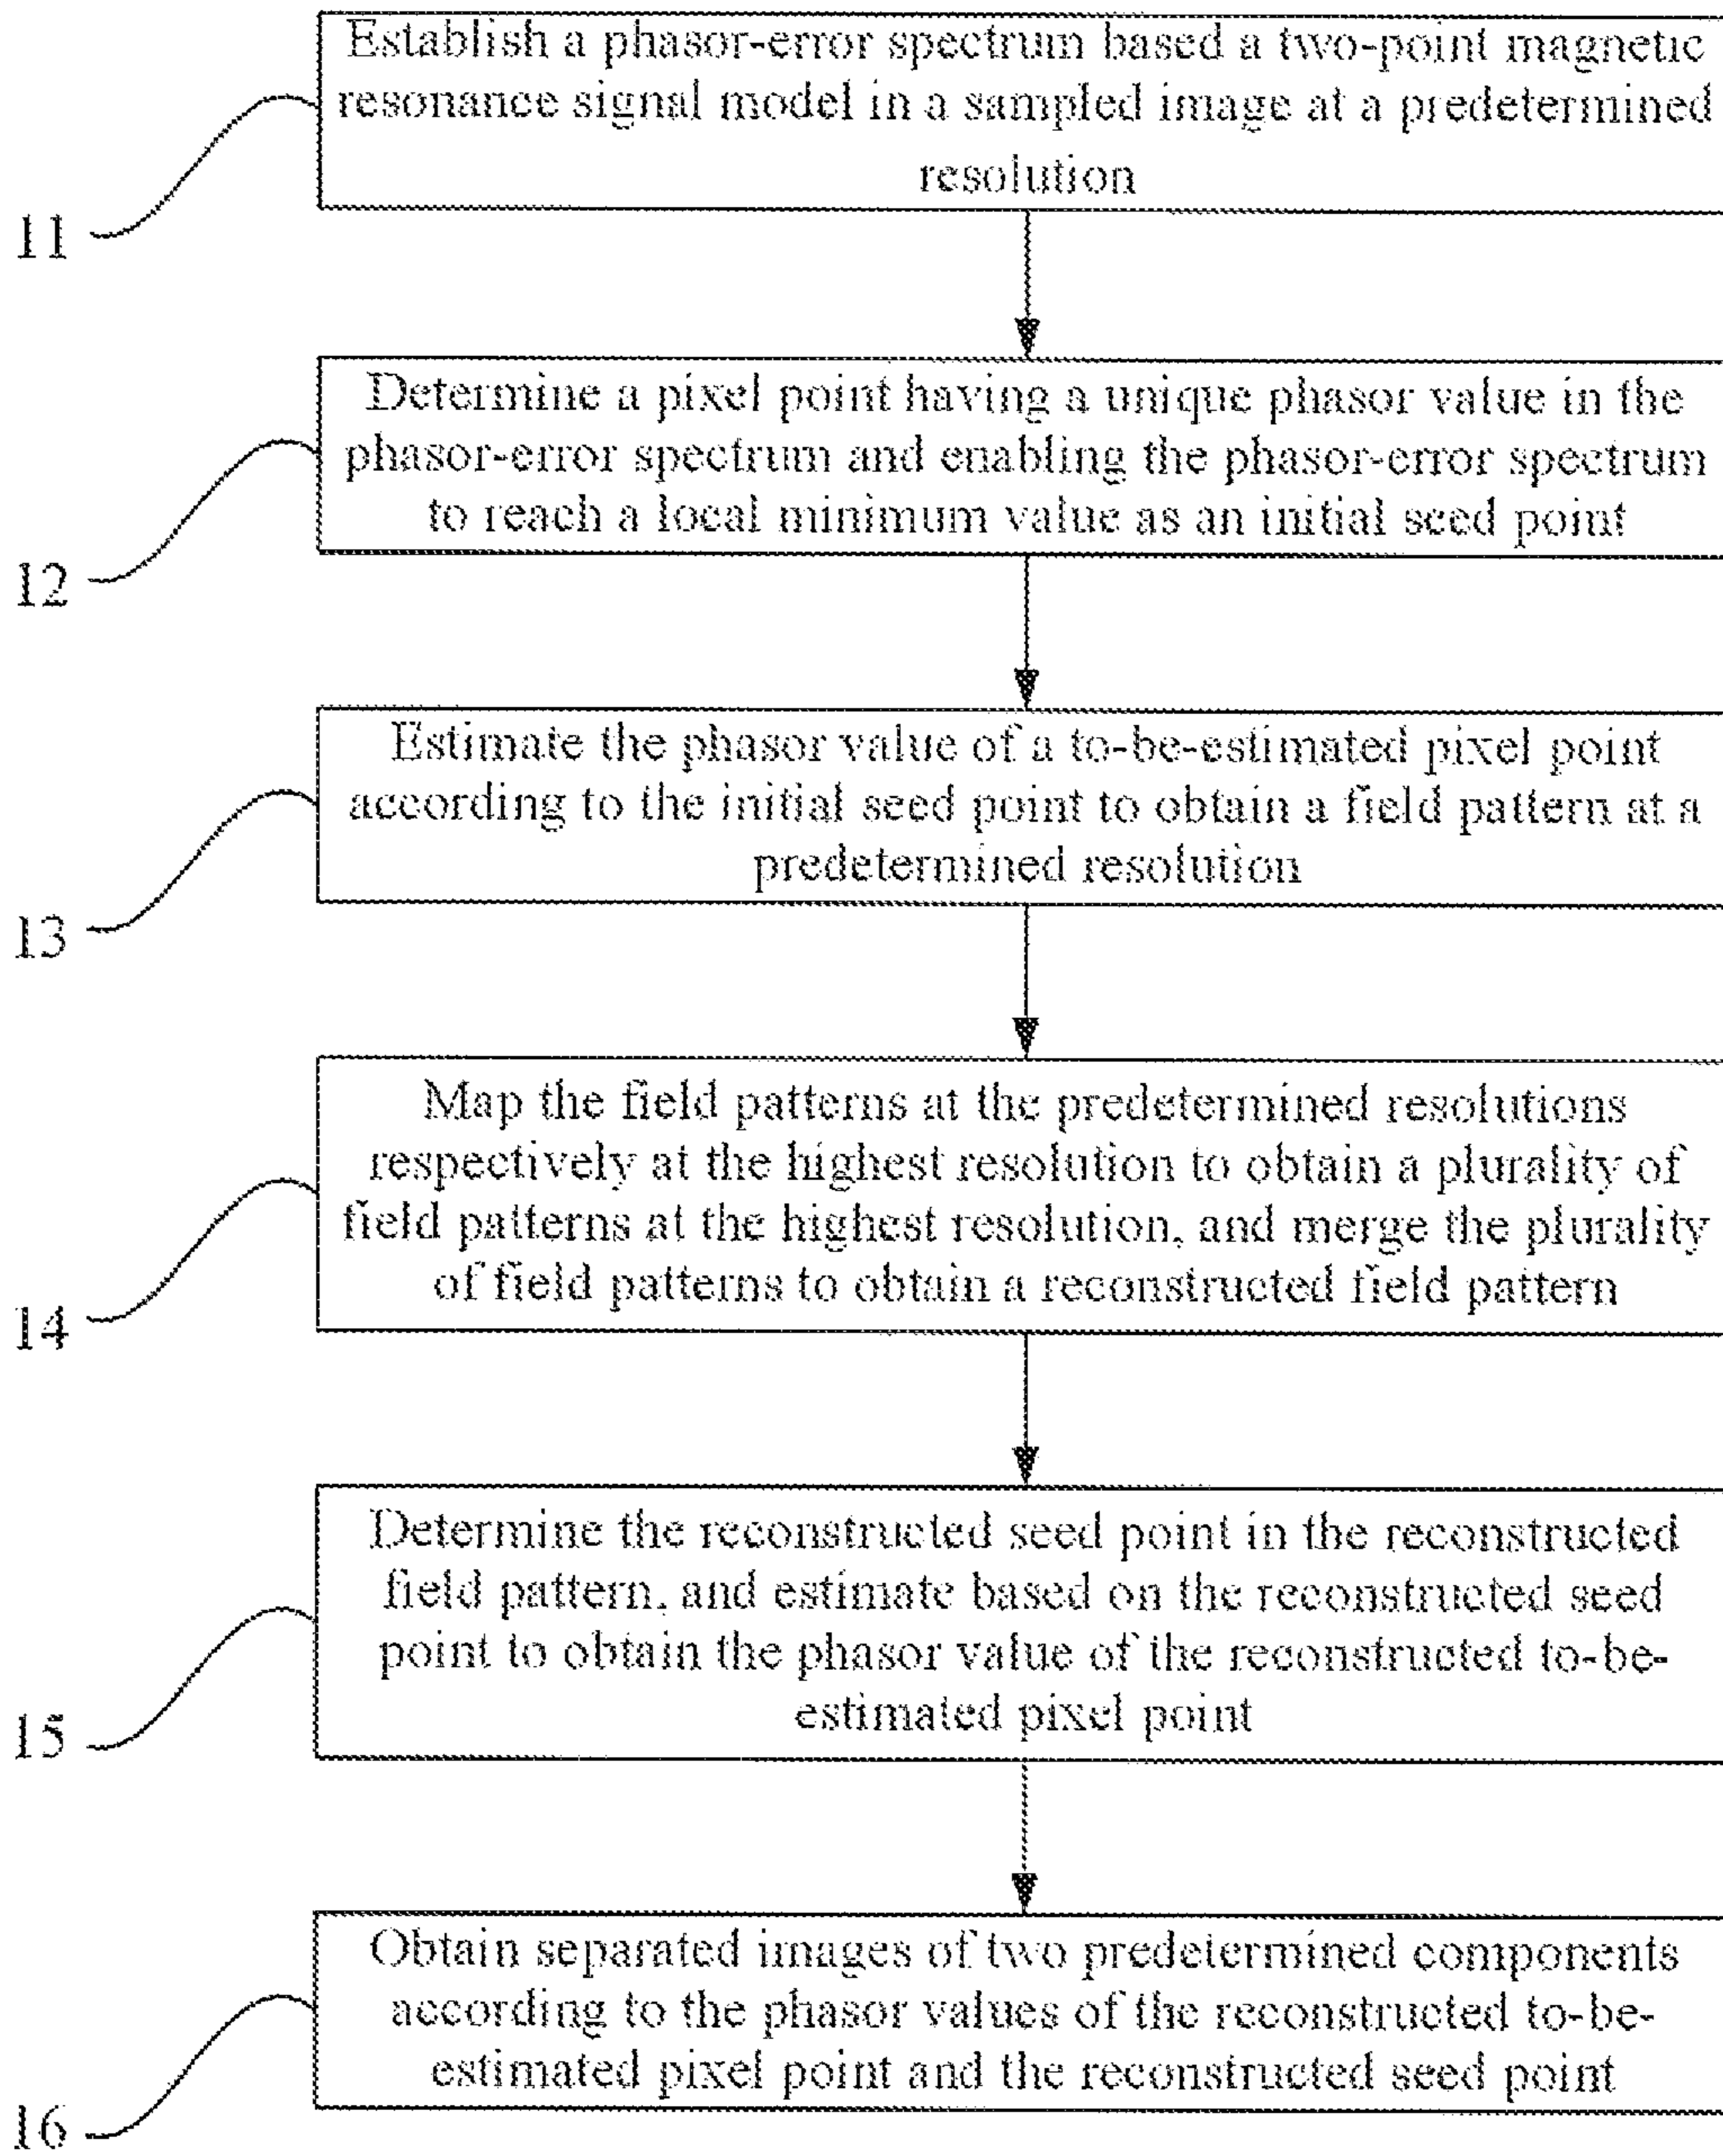 Establish a phasor-error spectrum based a two-point magnetic
resonance signal model in a sampled image at a predetermined
resolution
11
Determine a pixel point having a unique phasor value in the
phasor-error spectrum and enabling the phasor-error spectrum
to reach a local minimum value as an initial seed point
12
Estimate the phasor value of a to-be-estimated pixel point
according to the initial seed point to obtain a field pattern at a
predetermined resolution
13
Map the field patterns at the predetermined resolutions
respectively at the highest resolution to obtain a plurality of
field patterns at the highest resolution, and merge the plurality
of field patterns to obtain a reconstructed field pattern
14
Determine the reconstructed seed point in the reconstructed
field pattern, and estimate based on the reconstructed seed
point to obtain the phasor value of the reconstructed to-be-
estimated pixel point
15
Obtain separated images of two predetermined components
according to the phasor values of the reconstructed to-be-
estimated pixel point and the reconstructed seed point
16